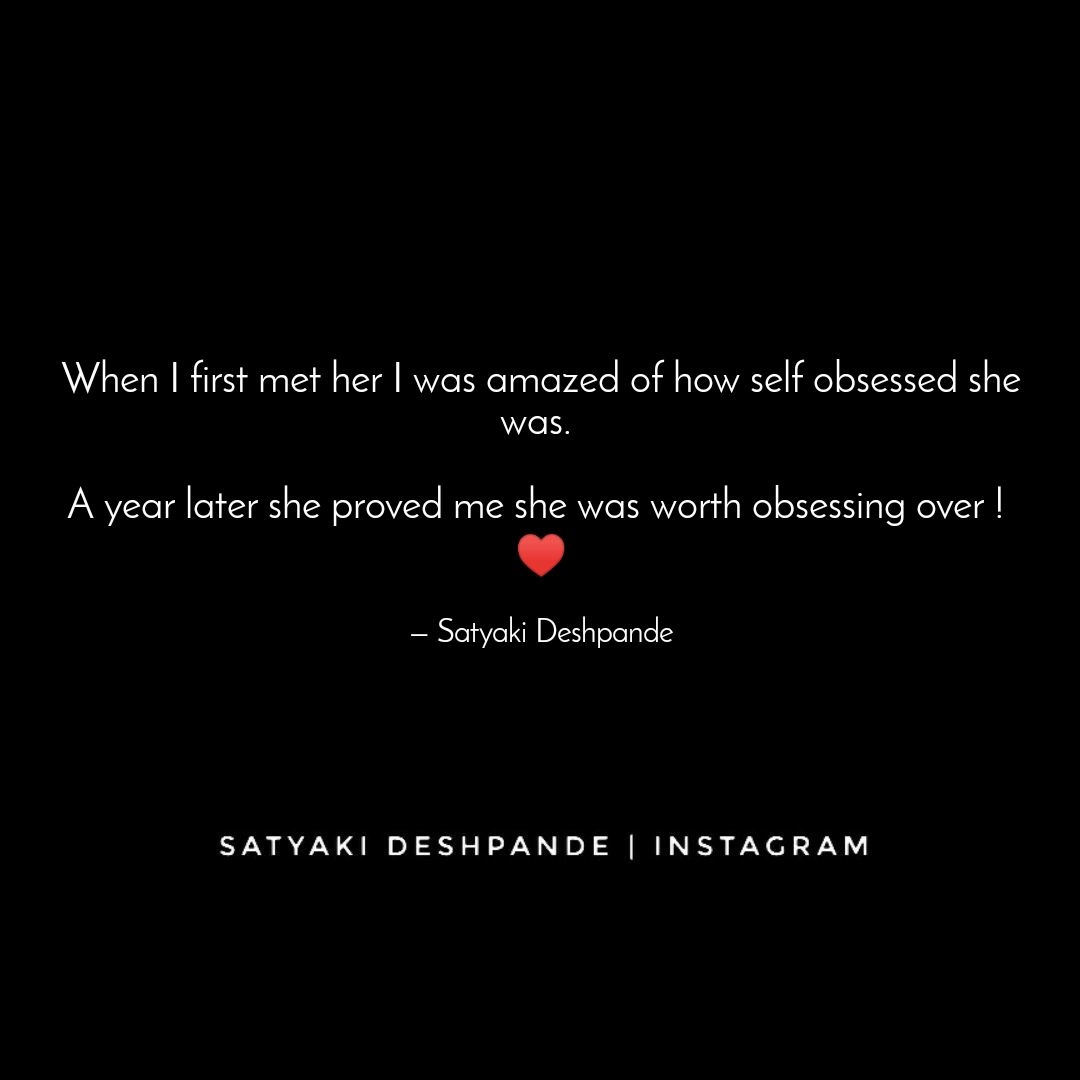 When I first met her I was amazed of how self obsessed she
was.
A year later she proved me she was worth obsessing over !
♥️
– Satyaki Deshpande
SATYAKI DESHPANDE | INSTAGRAM